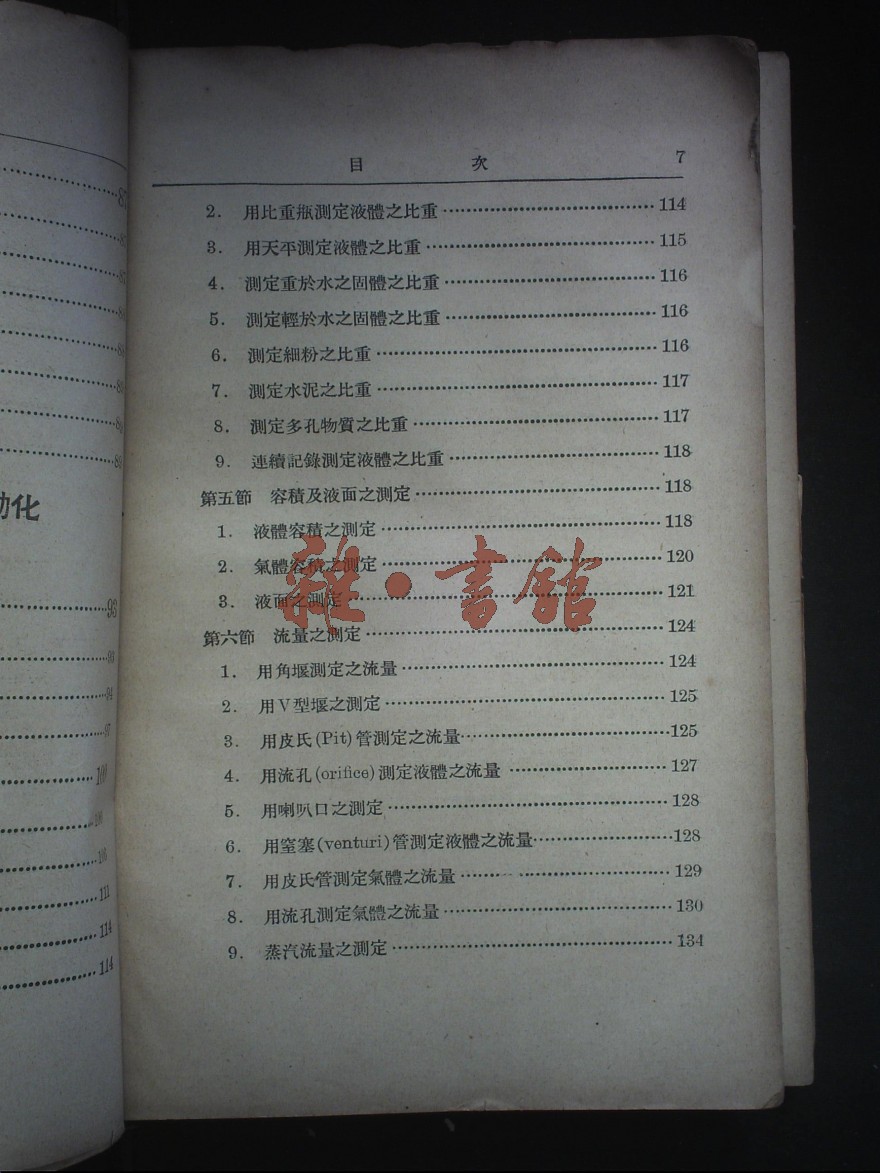 目 次 7
2. 用比重瓶測定液體之比重 114
3. 用天平測定液體之比重 115
4. 測定重於水之固體之比重 116
5. 測定輕於水之固體之比重 116
6. 測定細粉之比重 116
7. 測定水泥之比重 117
8. 測定多孔物質之比重 117
9. 連續記錄測定液體之比重 118
第五節 容積及液面之測定 118
1. 液體容積之測定 118
2. 氣體容積之測定 120
3. 液面之測定 121
第六節 流量之測定 124
1. 用角堰測定之流量 124
2. 用V型堰之測定 125
3. 用皮氏(Pit)管測定之流量 125
4. 用流孔(orifice)測定液體之流量 127
5. 用喇叭口之測定 128
6. 用窒塞(venturi)管測定液體之流量 128
7. 用皮氏管測定氣體之流量 129
8. 用流孔測定氣體之流量 130
9. 蒸汽流量之測定 134
雜·書館
化
93
93
94
97
100
106
111
114
114